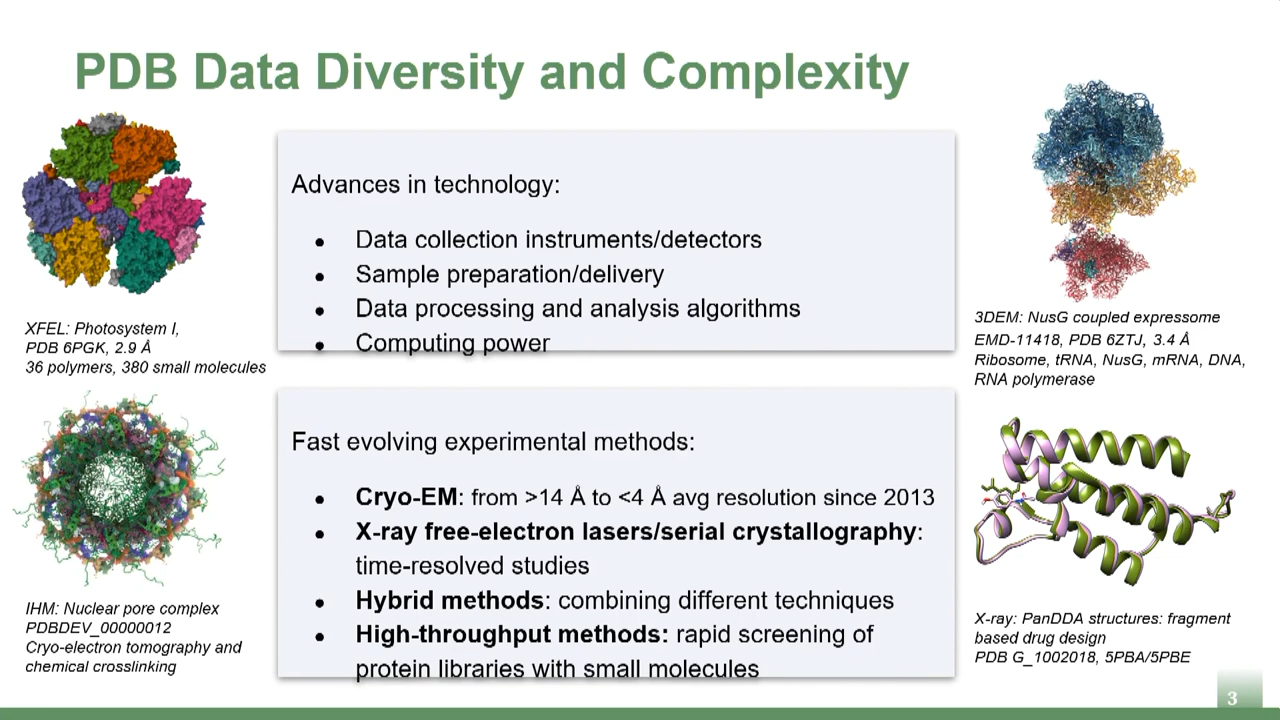 PDB Data Diversity and Complexity
XFEL: Photosystem I,
PDB 6PGK, 2.9 Å
36 polymers, 380 small molecules
IHM: Nuclear pore complex
PDBDEV_00000012
Cryo-electron tomography and
chemical crosslinking
Advances in technology:
• Data collection instruments/detectors
• Sample preparation/delivery
• Data processing and analysis algorithms
• Computing power
Fast evolving experimental methods:
• Cryo-EM: from >14 Å to <4 Å avg resolution since 2013
• X-ray free-electron lasers/serial crystallography:
time-resolved studies
• Hybrid methods: combining different techniques
• High-throughput methods: rapid screening of
protein libraries with small molecules
3DEM: NusG coupled expressome
EMD-11418, PDB 6ZTJ, 3.4 Å
Ribosome, tRNA, NusG, mRNA, DNA,
RNA polymerase
X-ray: PanDDA structures: fragment
based drug design
PDB G_1002018, 5PBA/5PBE
3